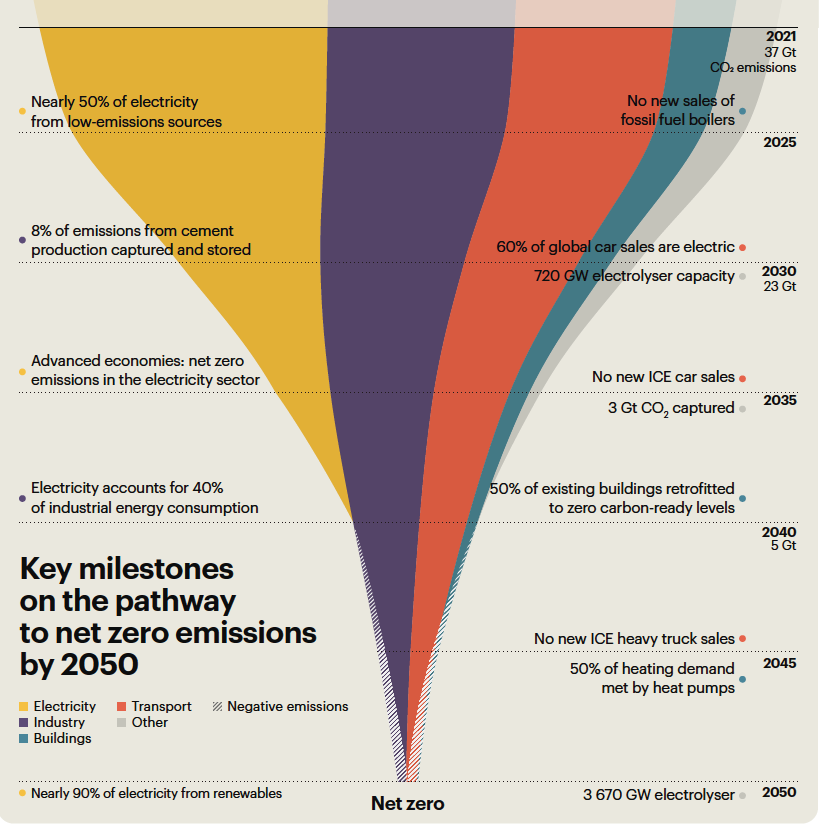 2021
37 Gt
CO₂ emissions
Nearly 50% of electricity
from low-emissions sources
No new sales of
fossil fuel boilers
2025
8% of emissions from cement
production captured and stored
60% of global car sales are electric
720 GW electrolyser capacity
2030
23 Gt
Advanced economies: net zero
emissions in the electricity sector
No new ICE car sales
3 Gt CO₂ captured
2035
Electricity accounts for 40%
of industrial energy consumption
50% of existing buildings retrofitted
to zero carbon-ready levels
2040
5 Gt
Key milestones
on the pathway
to net zero emissions
by 2050
No new ICE heavy truck sales
2045
50% of heating demand
met by heat pumps
Electricity Transport Negative emissions
Industry Other
Buildings
Nearly 90% of electricity from renewables
Net zero
3 670 GW electrolyser
2050